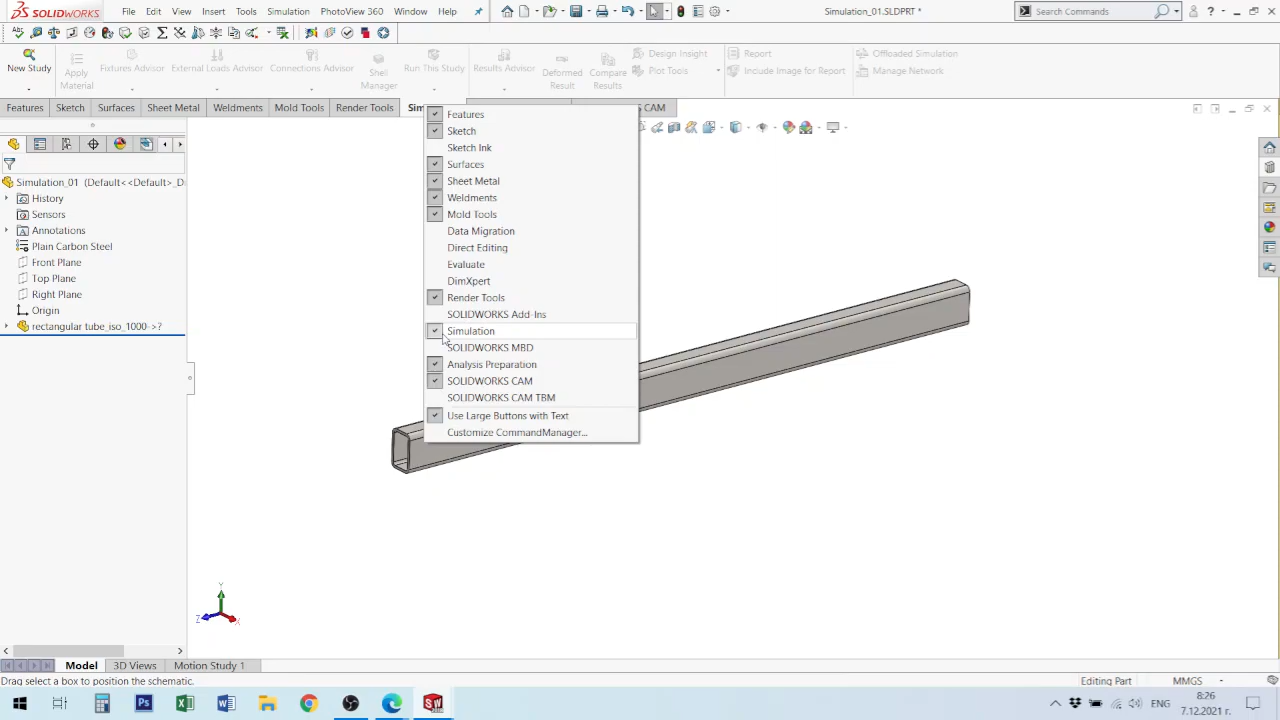 SOLIDWORKS File Edit View Insert Tools Simulation PhotoView 360 Window Help Simulation_01.SLDPRT * Search Commands
New Study
Apply Material
Fixtures Advisor
External Loads Advisor
Connections Advisor
Shell Manager
Run This Study
Results Advisor
Deformed Result
Compare Results
Design Insight
Plot Tools
Report
Include Image for Report
Offloaded Simulation
Manage Network
Features Sketch Surfaces Sheet Metal Weldments Mold Tools Render Tools Sim CAM
Features
Sketch
Sketch Ink
Surfaces
Sheet Metal
Weldments
Mold Tools
Data Migration
Direct Editing
Evaluate
DimXpert
Render Tools
SOLIDWORKS Add-Ins
Simulation
SOLIDWORKS MBD
Analysis Preparation
SOLIDWORKS CAM
SOLIDWORKS CAM TBM
Use Large Buttons with Text
Customize CommandManager...
Simulation_01 (Default<<Default>_D
History
Sensors
Annotations
Plain Carbon Steel
Front Plane
Top Plane
Right Plane
Origin
rectangular tube_iso_1000->?
Y
Z
X
Model 3D Views Motion Study 1
Drag select a box to position the schematic. Editing Part MMGS
8:26
7.12.2021 г.